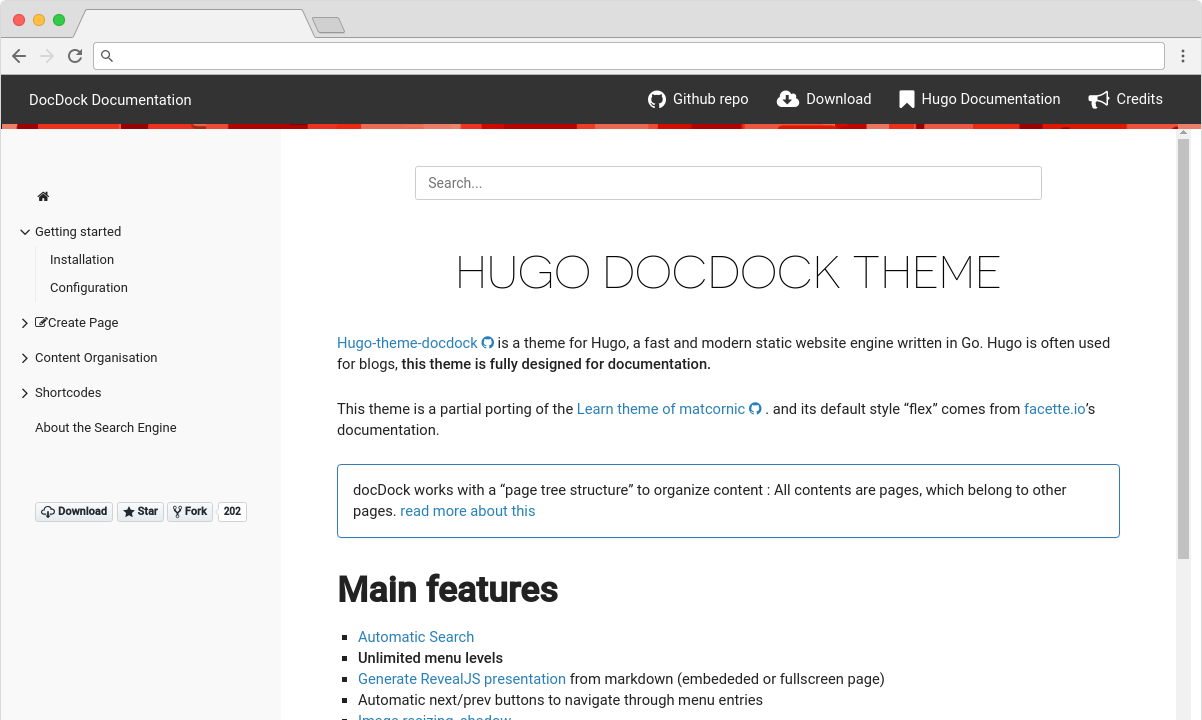 DocDock Documentation
Github repo
Download
Hugo Documentation
Credits
Getting started
Installation
Configuration
Create Page
Content Organisation
Shortcodes
About the Search Engine
Download
Star
Fork
202
Search...
HUGO DOCDOCK THEME
Hugo-theme-docdock is a theme for Hugo, a fast and modern static website engine written in Go. Hugo is often used
for blogs, this theme is fully designed for documentation.
This theme is a partial porting of the Learn theme of matcornic . and its default style “flex” comes from facette.io’s
documentation.
docDock works with a “page tree structure” to organize content : All contents are pages, which belong to other
pages. read more about this
Main features
Automatic Search
Unlimited menu levels
Generate RevealJS presentation from markdown (embededed or fullscreen page)
Automatic next/prev buttons to navigate through menu entries
Image resizing, shadow